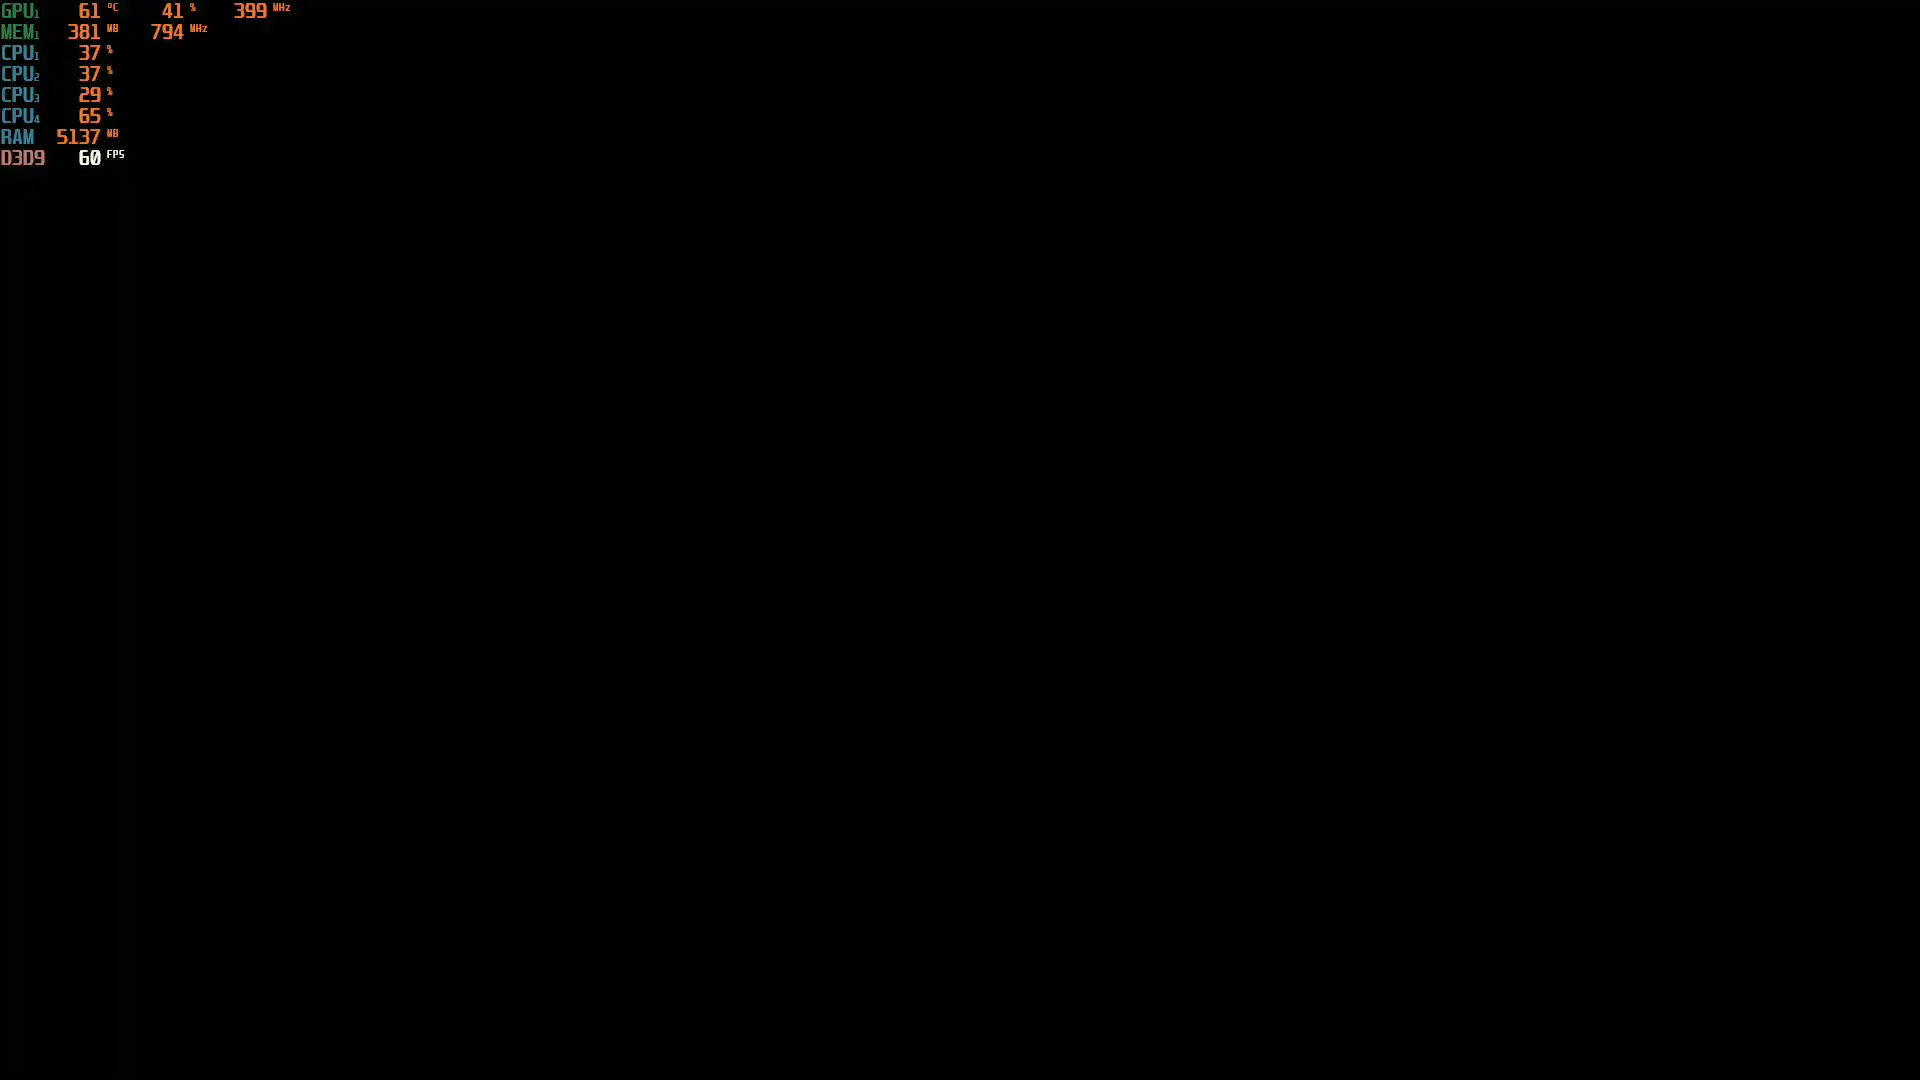 GPU1 61 °C 41 % 399 MHz
MEM1 381 MB 794 MHz
CPU1 37 %
CPU2 37 %
CPU3 29 %
CPU4 65 %
RAM 5137 MB
D3D9 60 FPS